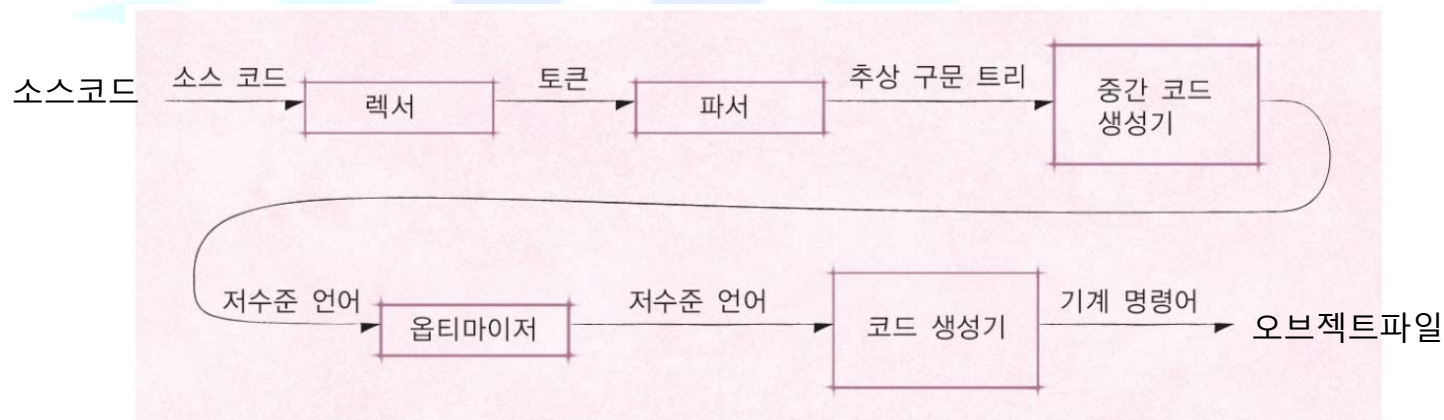 소스코드
소스 코드
렉서
토큰
파서
추상 구문 트리
중간 코드
생성기
저수준 언어
옵티마이저
저수준 언어
코드 생성기
기계 명령어
오브젝트파일